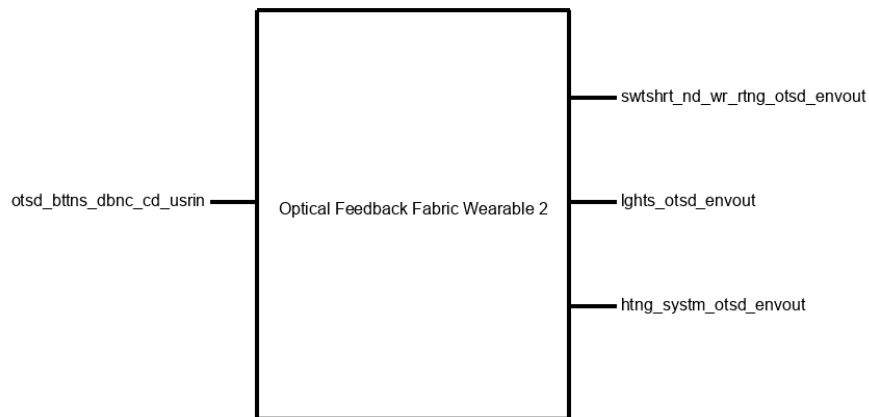 swtshrt_nd_wr_rtng_otsd_envout
otsd_bttns_dbnc_cd_usrin
Optical Feedback Fabric Wearable 2
lghts_otsd_envout
htng_systm_otsd_envout